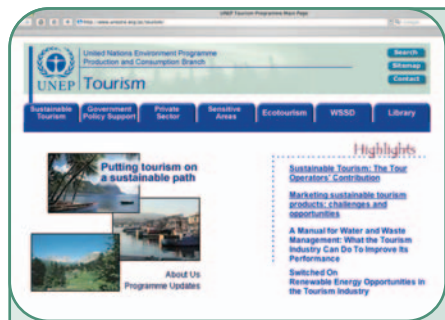 UNEP Tourism Programme Main Page
United Nations Environment Programme
Production and Consumption Branch
UNEP
Tourism
Search
Sitemap
Contact
Sustainable Tourism
Government Policy Support
Private Sector
Sensitive Areas
Ecotourism
WSSD
Library
Putting tourism on
a sustainable path
About Us
Programme Updates
Highlights
Sustainable Tourism: The Tour
Operators' Contribution
Marketing sustainable tourism
products: challenges and
opportunities
A Manual for Water and Waste
Management: What the Tourism
Industry Can Do To Improve Its
Performance
Switched On
Renewable Energy Opportunities in
the Tourism Industry